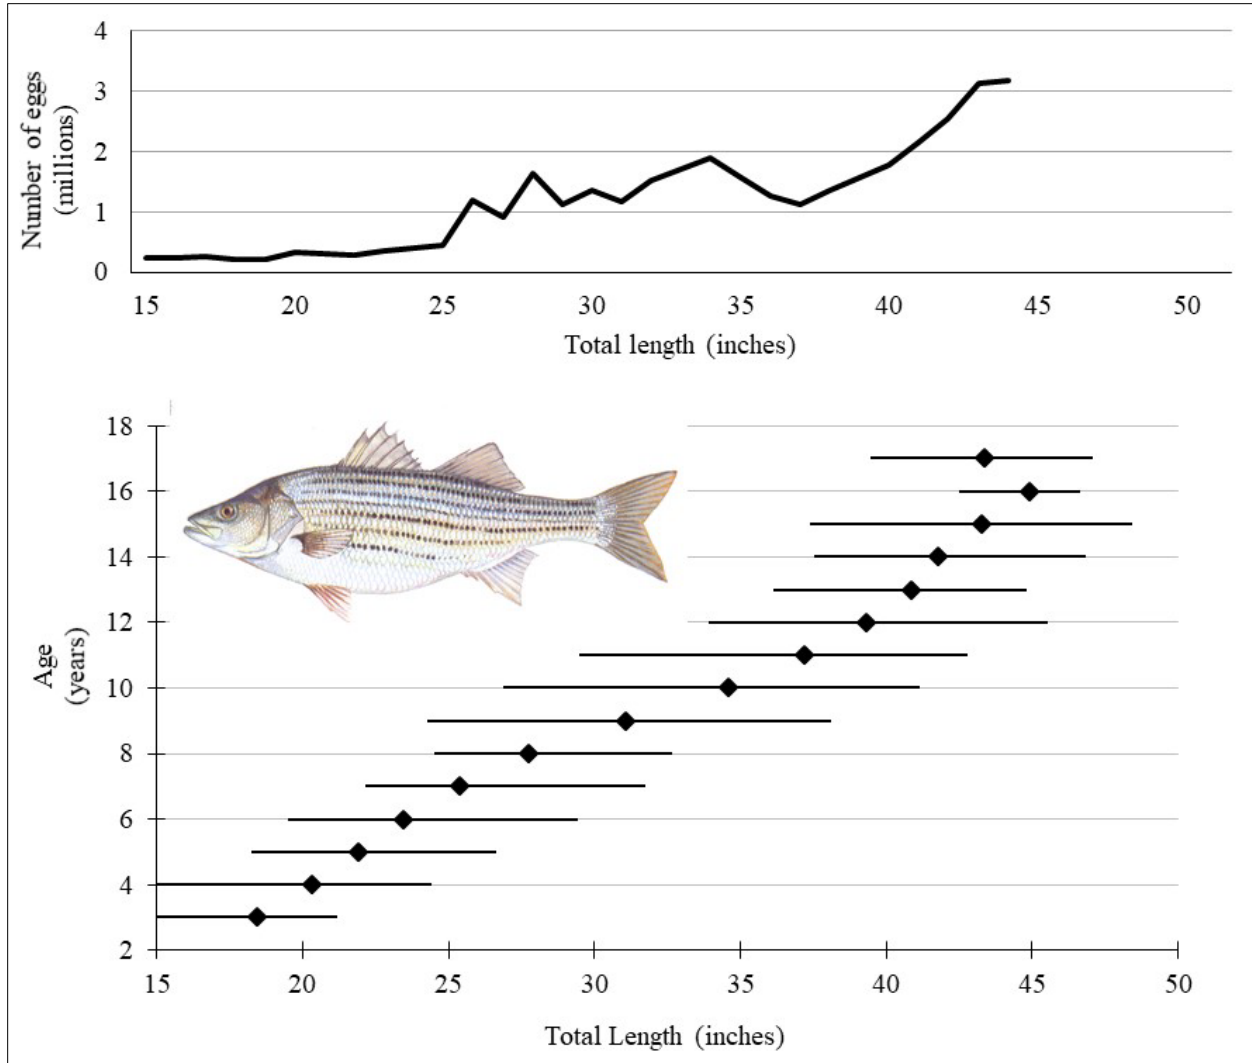 4
3
2
1
0
Number of eggs
(millions)
15 20 25 30 35 40 45 50
Total length (inches)
18
16
14
12
10
8
6
4
2
Age
(years)
15 20 25 30 35 40 45 50
Total Length (inches)